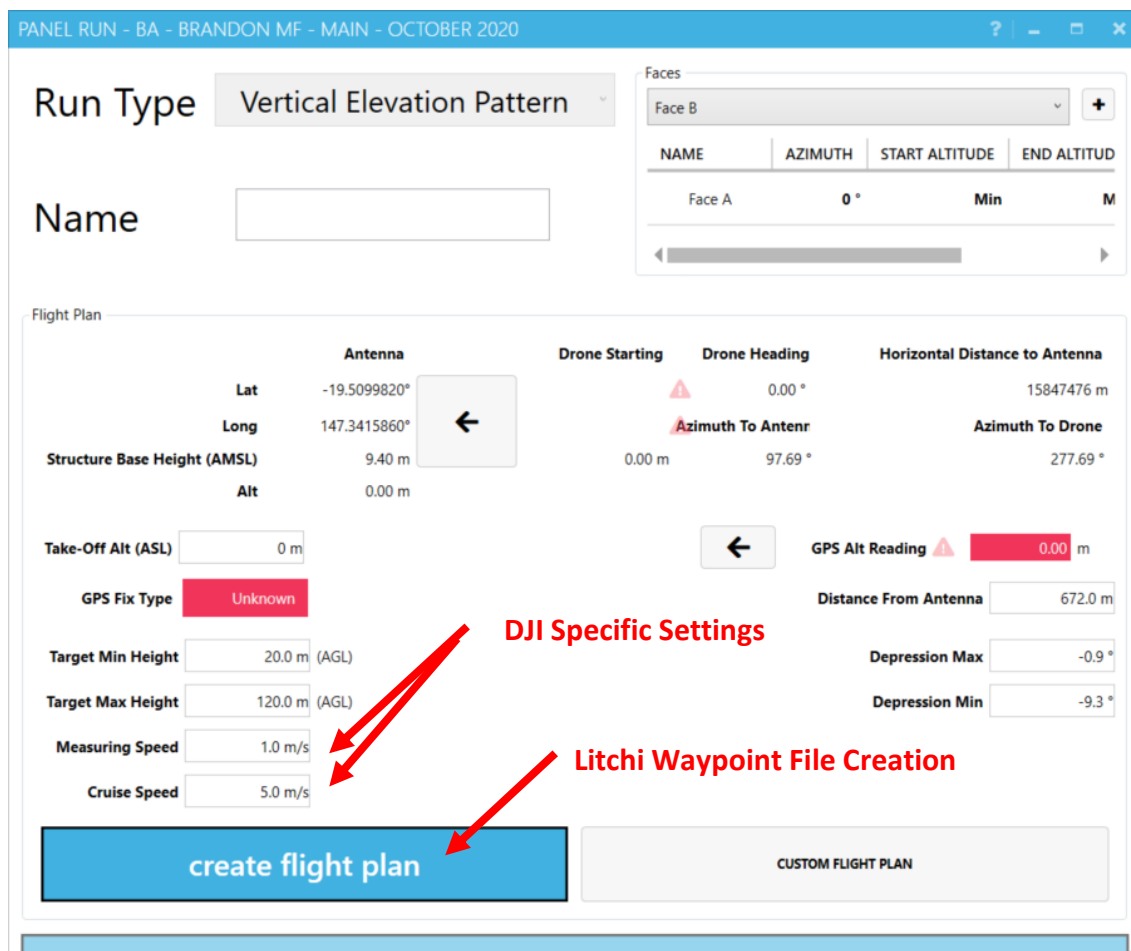 PANEL RUN - BA - BRANDON MF - MAIN - OCTOBER 2020 ?
Run Type Vertical Elevation Pattern
Faces
Face B +
NAME AZIMUTH START ALTITUDE END ALTITUD
Face A 0 ° Min M
Name
Flight Plan
Antenna Drone Starting Drone Heading Horizontal Distance to Antenna
Lat -19.5099820° 0.00 ° 15847476 m
Long 147.3415860° Azimuth To Antenr Azimuth To Drone
Structure Base Height (AMSL) 9.40 m 0.00 m 97.69 ° 277.69 °
Alt 0.00 m
Take-Off Alt (ASL) 0 m GPS Alt Reading 0.00 m
GPS Fix Type Unknown Distance From Antenna 672.0 m
DJI Specific Settings
Target Min Height 20.0 m (AGL) Depression Max -0.9 °
Target Max Height 120.0 m (AGL) Depression Min -9.3 °
Measuring Speed 1.0 m/s
Litchi Waypoint File Creation
Cruise Speed 5.0 m/s
create flight plan CUSTOM FLIGHT PLAN